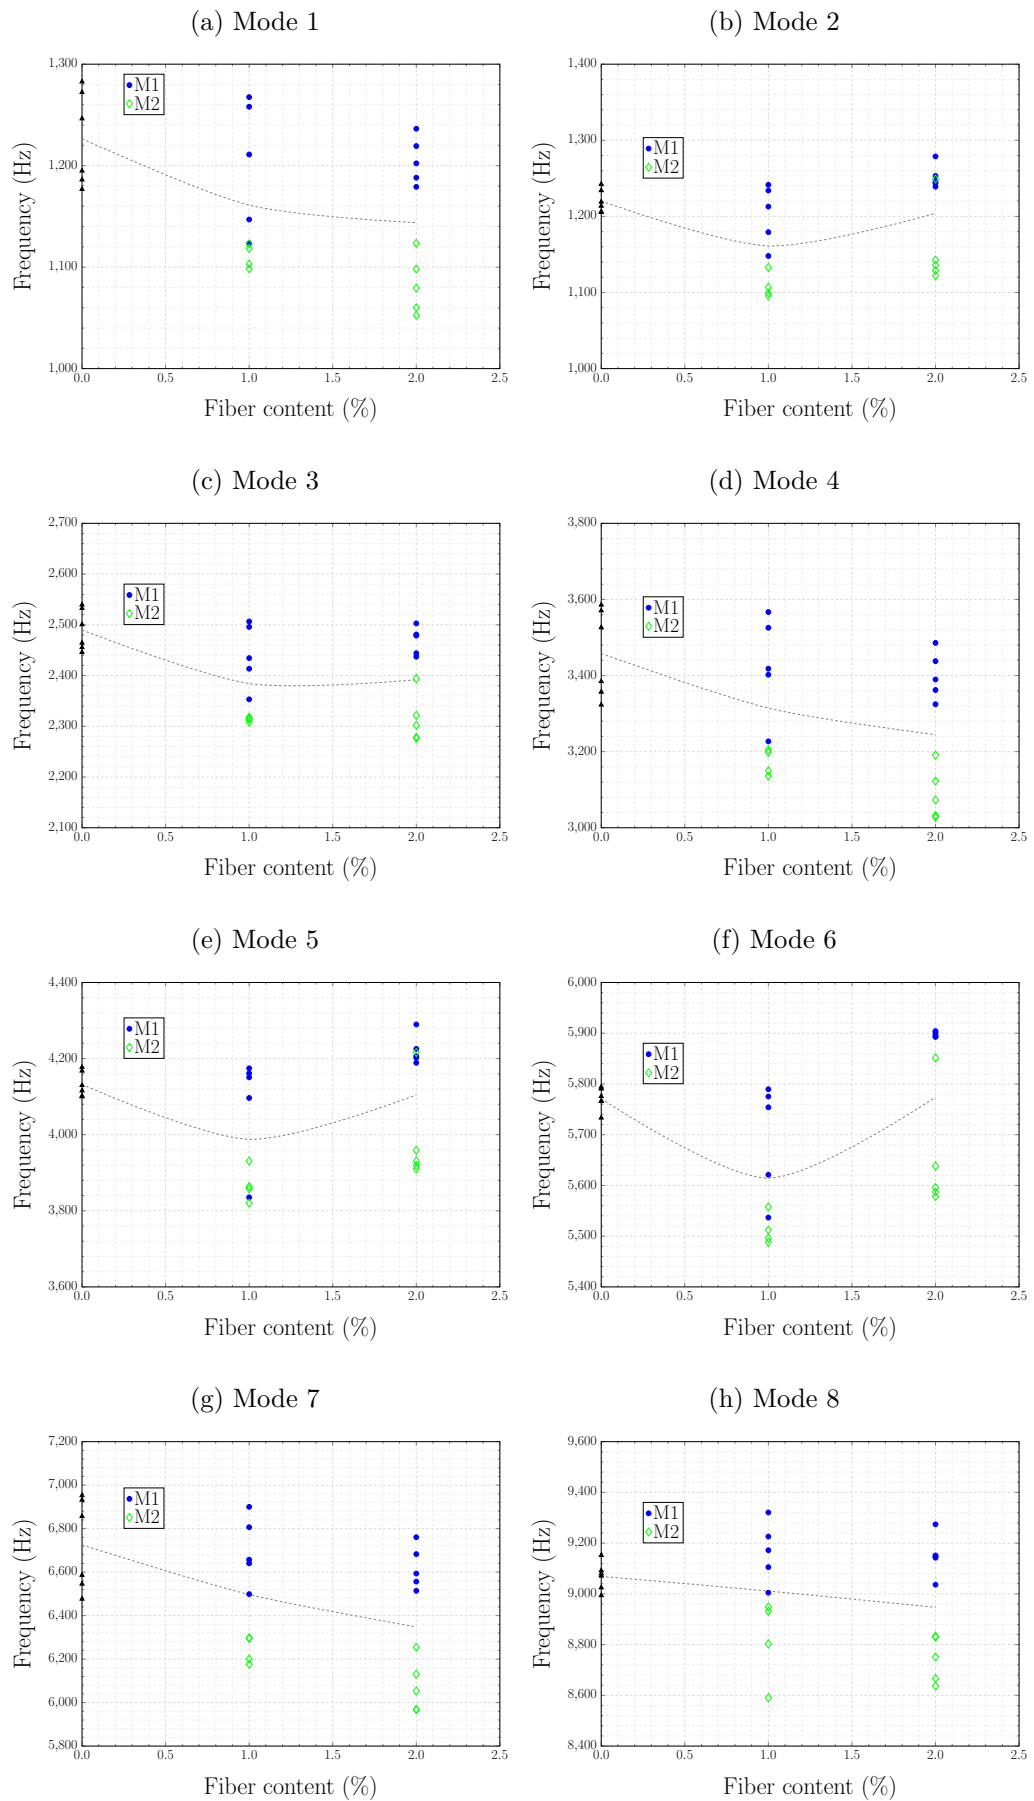 (a) Mode 1
1,300
1,200
1,100
1,000
0.0 0.5 1.0 1.5 2.0 2.5
Frequency (Hz)
Fiber content (%)
M1
M2
(b) Mode 2
1,400
1,300
1,200
1,100
1,000
0.0 0.5 1.0 1.5 2.0 2.5
Frequency (Hz)
Fiber content (%)
M1
M2
(c) Mode 3
2,700
2,600
2,500
2,400
2,300
2,200
2,100
0.0 0.5 1.0 1.5 2.0 2.5
Frequency (Hz)
Fiber content (%)
M1
M2
(d) Mode 4
3,800
3,600
3,400
3,200
3,000
0.0 0.5 1.0 1.5 2.0 2.5
Frequency (Hz)
Fiber content (%)
M1
M2
(e) Mode 5
4,400
4,200
4,000
3,800
3,600
0.0 0.5 1.0 1.5 2.0 2.5
Frequency (Hz)
Fiber content (%)
M1
M2
(f) Mode 6
6,000
5,900
5,800
5,700
5,600
5,500
5,400
0.0 0.5 1.0 1.5 2.0 2.5
Frequency (Hz)
Fiber content (%)
M1
M2
(g) Mode 7
7,200
7,000
6,800
6,600
6,400
6,200
6,000
5,800
0.0 0.5 1.0 1.5 2.0 2.5
Frequency (Hz)
Fiber content (%)
M1
M2
(h) Mode 8
9,600
9,400
9,200
9,000
8,800
8,600
8,400
0.0 0.5 1.0 1.5 2.0 2.5
Frequency (Hz)
Fiber content (%)
M1
M2